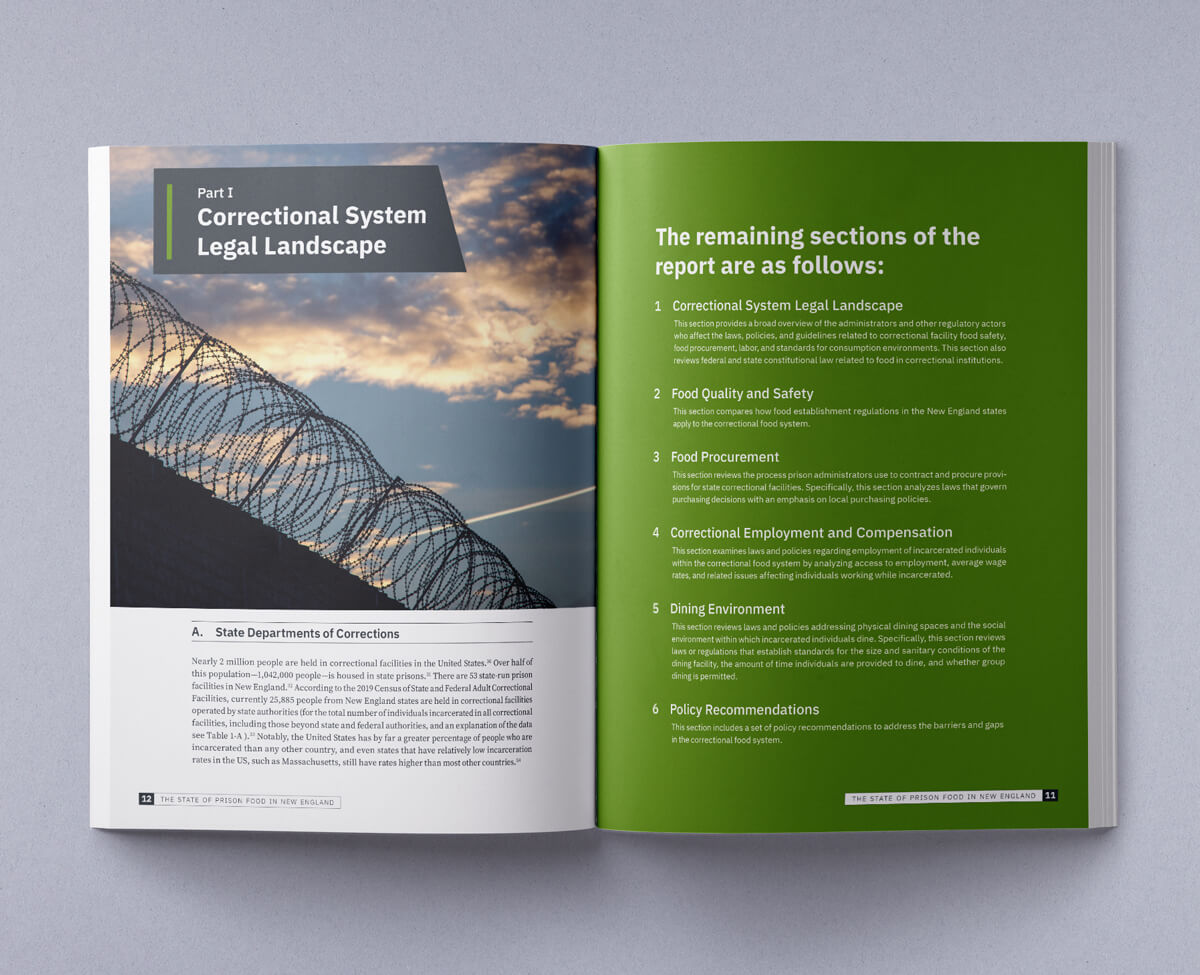 Part I
Correctional System
Legal Landscape
A. State Departments of Corrections
Nearly 2 million people are held in correctional facilities in the United States.³⁰ Over half of
this population—1,042,000 people—is housed in state prisons.³¹ There are 53 state-run prison
facilities in New England.³² According to the 2019 Census of State and Federal Adult Correctional
Facilities, currently 25,885 people from New England states are held in correctional facilities
operated by state authorities (for the total number of individuals incarcerated in all correctional
facilities, including those beyond state and federal authorities, and an explanation of the data
see Table 1-A ).³³ Notably, the United States has by far a greater percentage of people who are
incarcerated than any other country, and even states that have relatively low incarceration
rates in the US, such as Massachusetts, still have rates higher than most other countries.³⁴
12 THE STATE OF PRISON FOOD IN NEW ENGLAND
The remaining sections of the
report are as follows:
1 Correctional System Legal Landscape
This section provides a broad overview of the administrators and other regulatory actors
who affect the laws, policies, and guidelines related to correctional facility food safety,
food procurement, labor, and standards for consumption environments. This section also
reviews federal and state constitutional law related to food in correctional institutions.
2 Food Quality and Safety
This section compares how food establishment regulations in the New England states
apply to the correctional food system.
3 Food Procurement
This section reviews the process prison administrators use to contract and procure provi-
sions for state correctional facilities. Specifically, this section analyzes laws that govern
purchasing decisions with an emphasis on local purchasing policies.
4 Correctional Employment and Compensation
This section examines laws and policies regarding employment of incarcerated individuals
within the correctional food system by analyzing access to employment, average wage
rates, and related issues affecting individuals working while incarcerated.
5 Dining Environment
This section reviews laws and policies addressing physical dining spaces and the social
environment within which incarcerated individuals dine. Specifically, this section reviews
laws or regulations that establish standards for the size and sanitary conditions of the
dining facility, the amount of time individuals are provided to dine, and whether group
dining is permitted.
6 Policy Recommendations
This section includes a set of policy recommendations to address the barriers and gaps
in the correctional food system.
THE STATE OF PRISON FOOD IN NEW ENGLAND 11